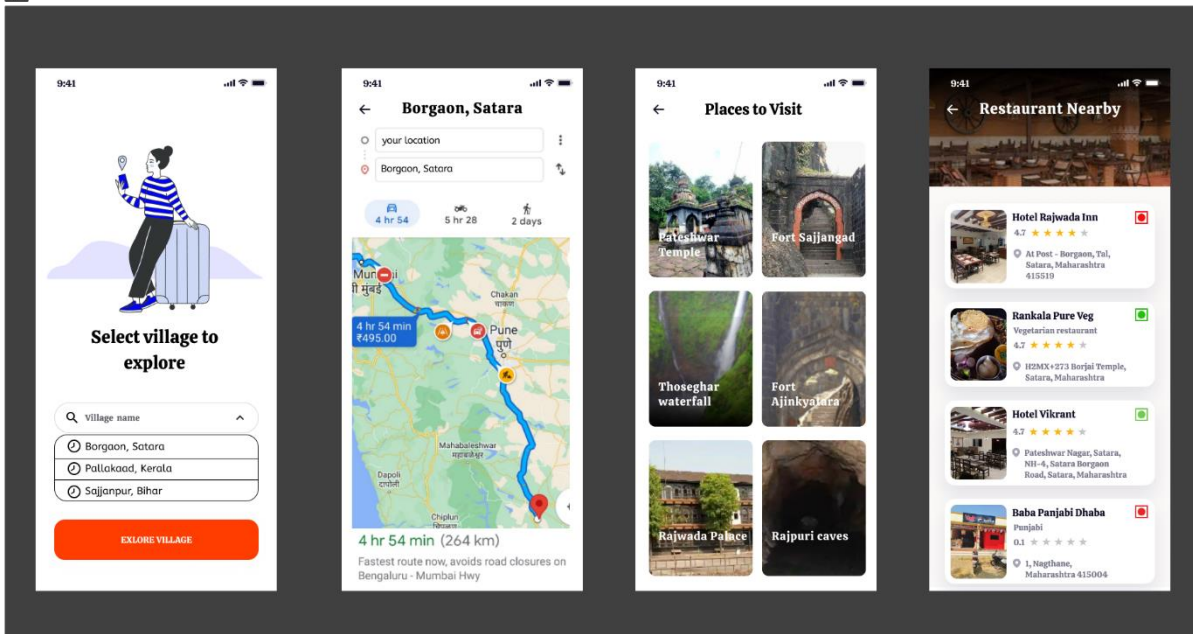 9:41
Select village to
explore
Village name
Borgaon, Satara
Pallakaad, Kerala
Sajjanpur, Bihar
EXLORE VILLAGE
9:41
Borgaon, Satara
your location
Borgaon, Satara
4 hr 54
5 hr 28
2 days
Chakan
चाकण
4 hr 54 min
₹495.00
Pune
पुणे
Mahabaleshwar
महाबळेश्वर
Dapoli
दापोली
Chiplun
4 hr 54 min (264 km)
Fastest route now, avoids road closures on
Bengaluru - Mumbai Hwy
9:41
Places to Visit
Pateshwar
Temple
Fort Sajjangad
Thoseghar
waterfall
Fort
Ajinkyatara
Rajwada Palace
Rajpuri caves
9:41
Restaurant Nearby
Hotel Rajwada Inn
4.7
At Post - Borgaon, Tal,
Satara, Maharashtra
415519
Rankala Pure Veg
Vegetarian restaurant
4.7
H2MX+273 Borjai Temple,
Satara, Maharashtra
Hotel Vikrant
4.7
Pateshwar Nagar, Satara,
NH-4, Satara Borgaon
Road, Satara, Maharashtra
Baba Panjabi Dhaba
Punjabi
0.1
1, Nagthane,
Maharashtra 415004